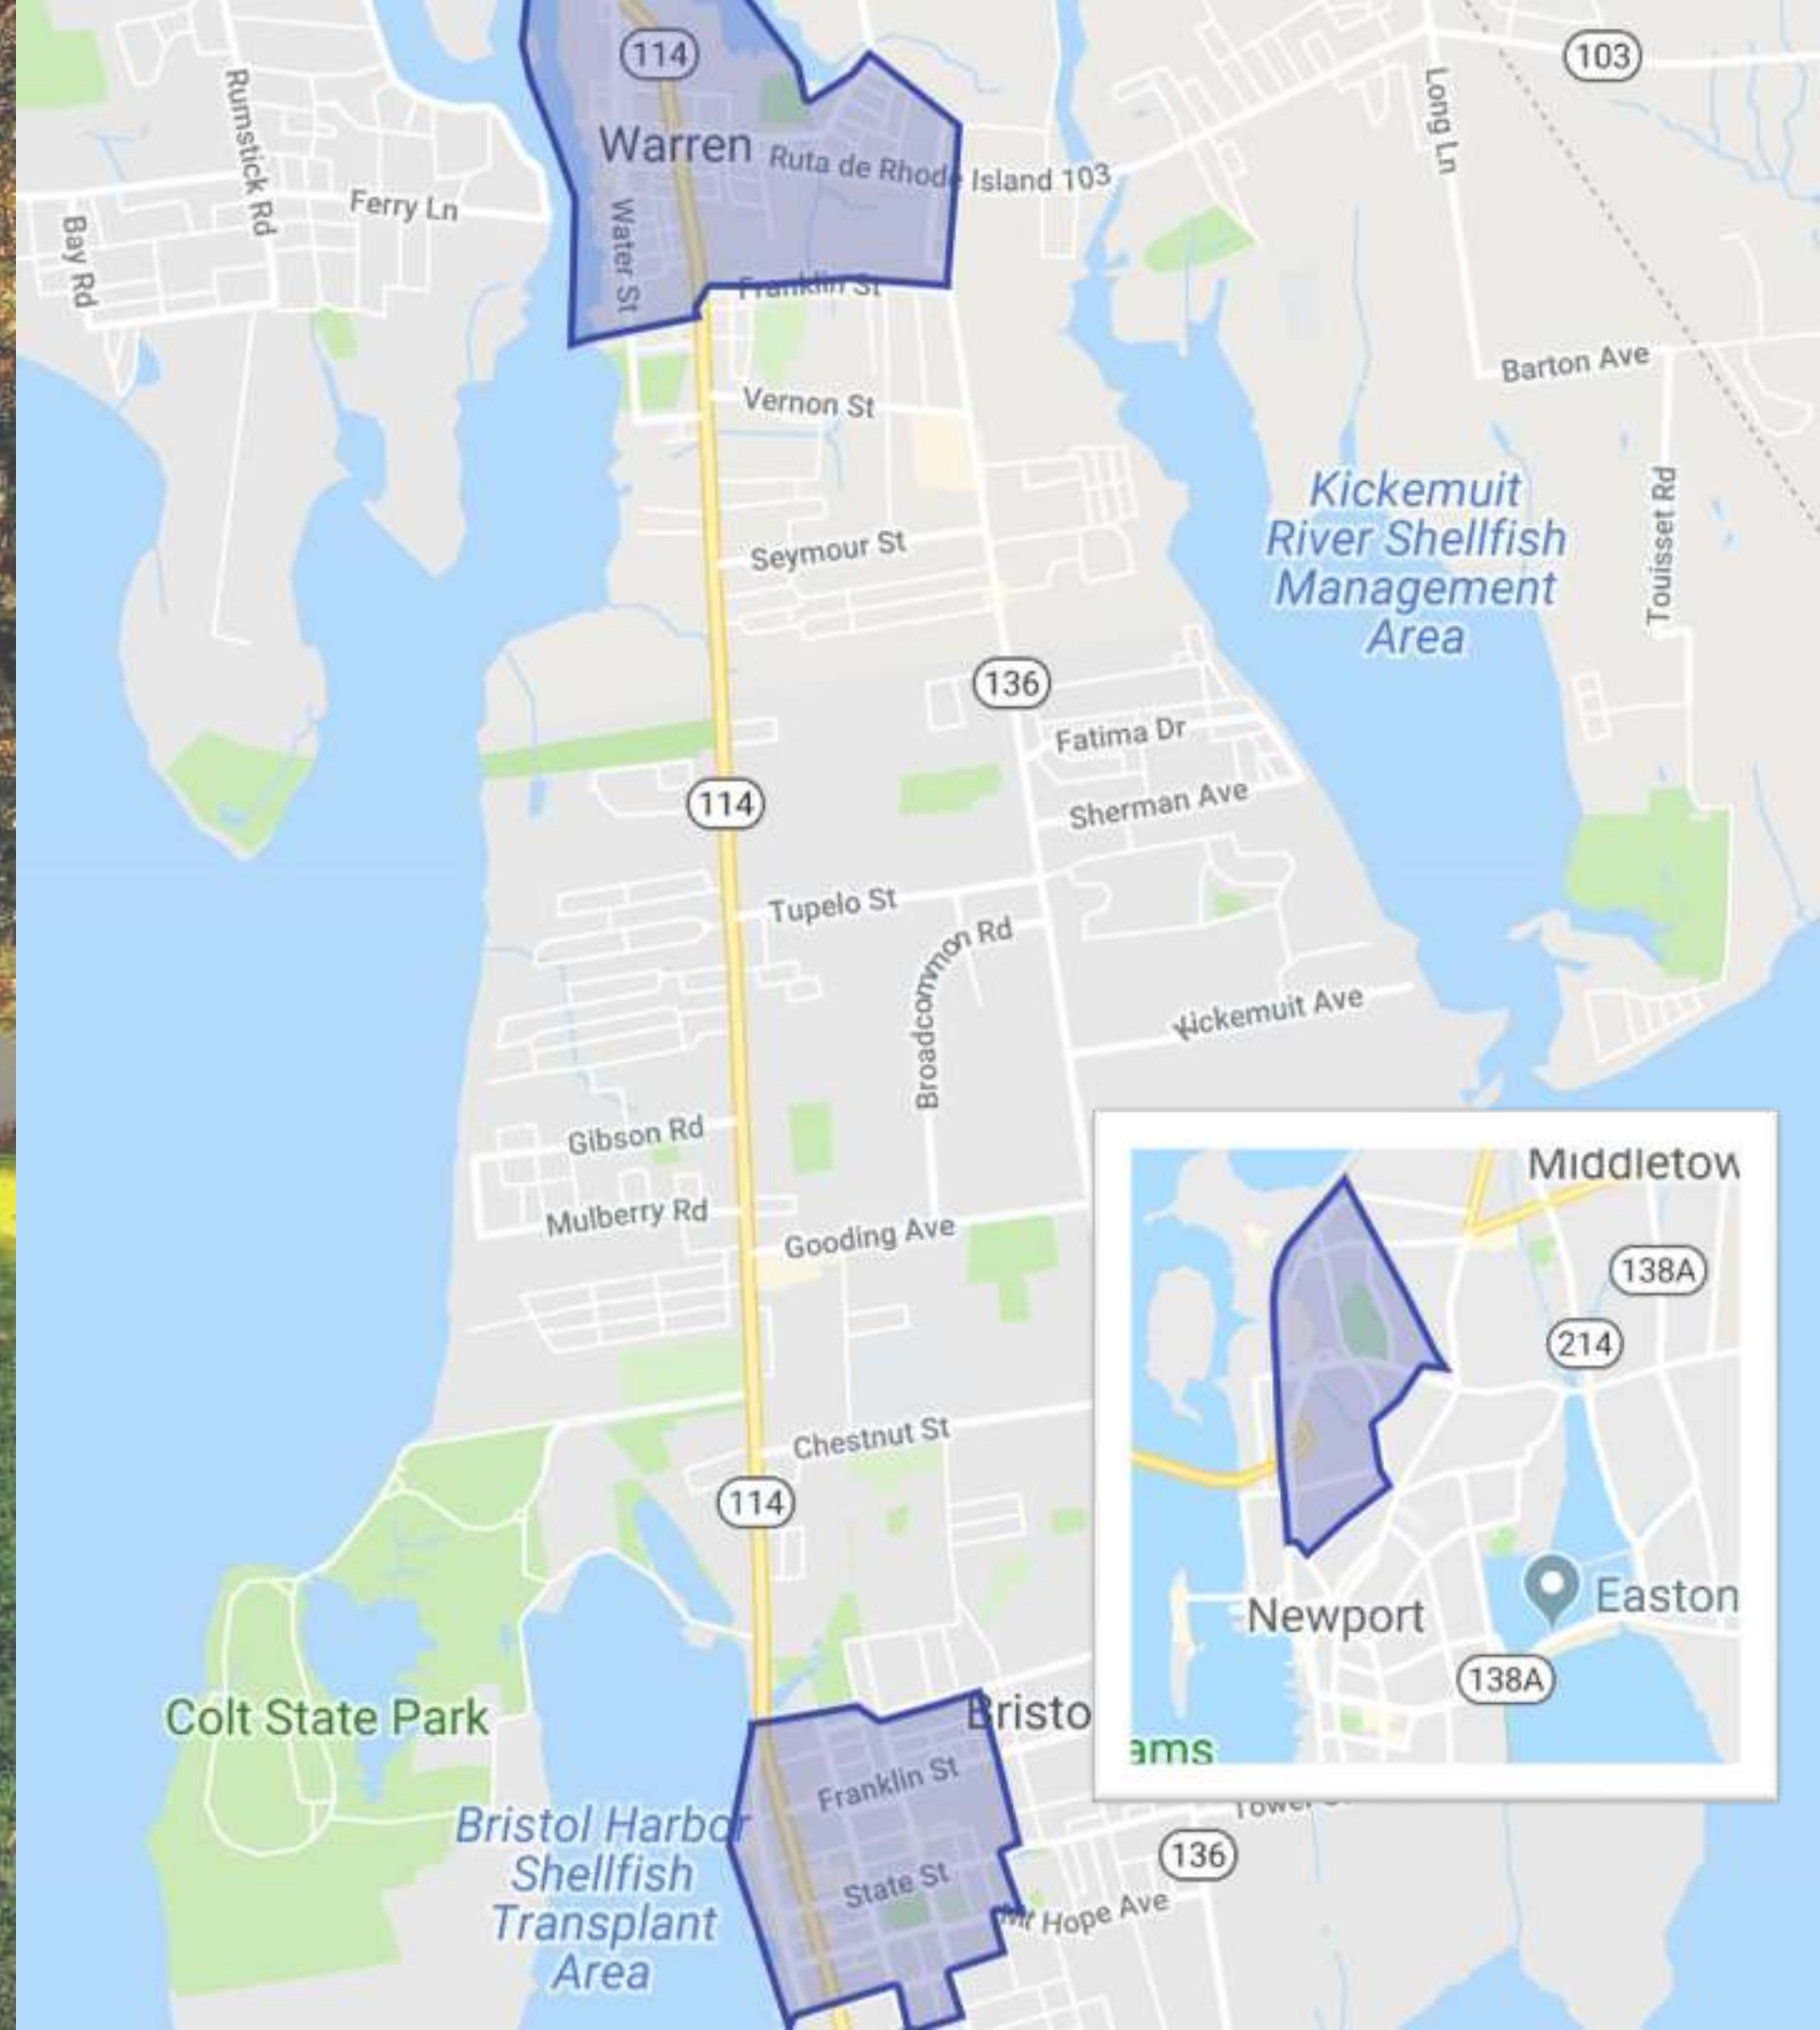 114
103
Rumstick Rd
Long Ln
Warren
Ruta de Rhode Island 103
Ferry Ln
Water St
Bay Rd
Franklin St
Barton Ave
Vernon St
Kickemuit
River Shellfish
Management
Area
Touisset Rd
Seymour St
136
Fatima Dr
114
Sherman Ave
Tupelo St
Broadcommon Rd
Kickemuit Ave
Gibson Rd
Mulberry Rd
Gooding Ave
Middletow
138A
214
Chestnut St
114
Newport
Easton
138A
ams
Colt State Park
Bristo
Franklin St
Bristol Harbor
Shellfish
Transplant
Area
State St
136
Mt Hope Ave